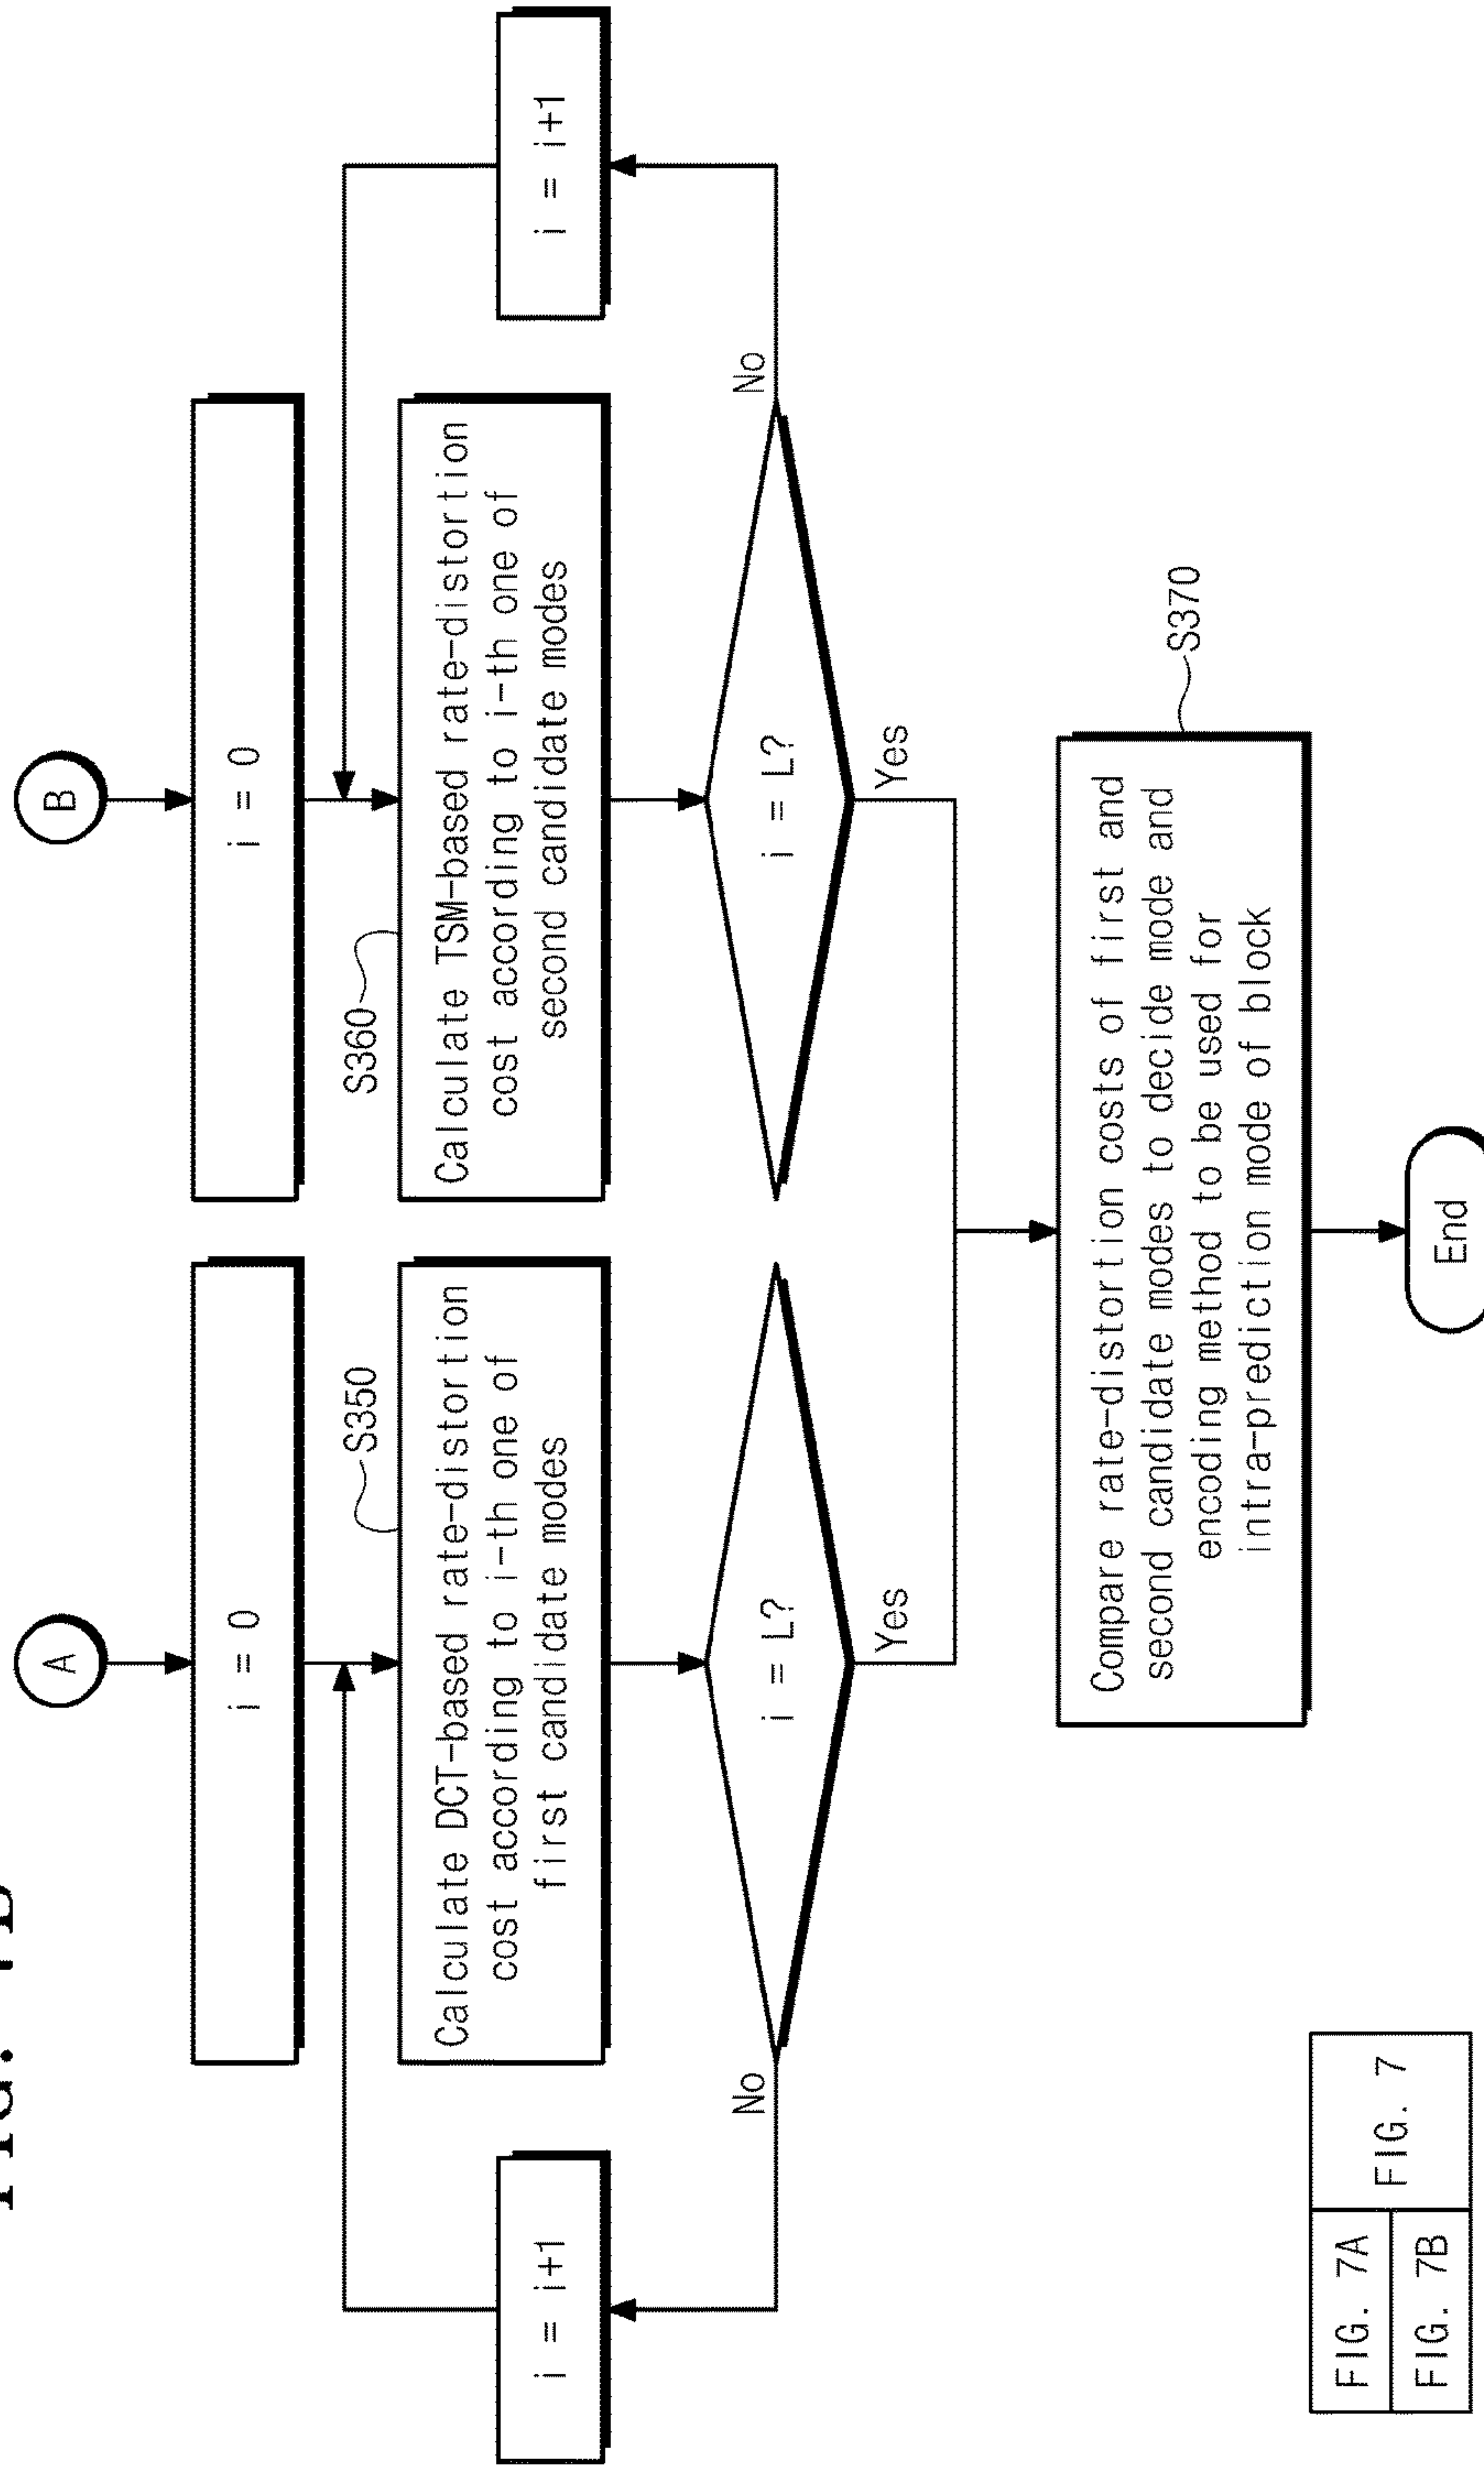 A
B
i = 0
i = 0
S350
S360
Calculate DCT-based rate-distortion
cost according to i-th one of
first candidate modes
Calculate TSM-based rate-distortion
cost according to i-th one of
second candidate modes
i = i+1
i = i+1
No
i = L?
i = L?
No
Yes
Yes
S370
Compare rate-distortion costs of first and
second candidate modes to decide mode and
encoding method to be used for
intra-prediction mode of block
End
FIG. 7A
FIG. 7B
FIG. 7